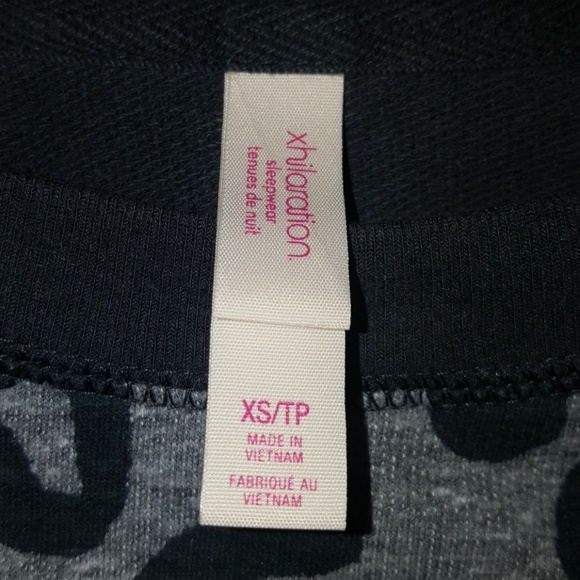 xhilaration.
sleepwear
tenues de nuit
XS/TP
MADE IN
VIETNAM
FABRIQUÉ AU
VIETNAM